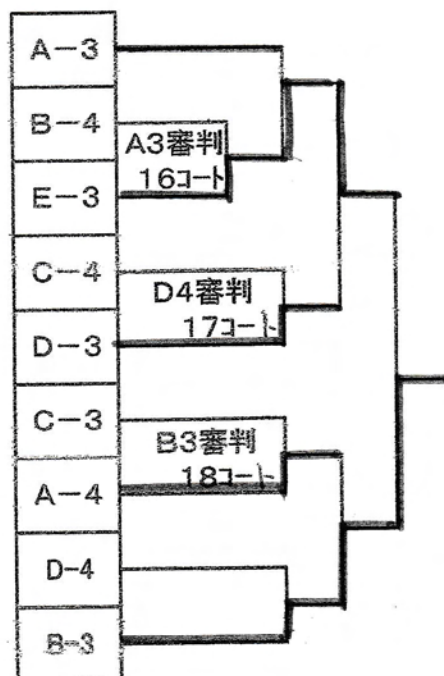 A-3
B-4
A3審判
16コート
E-3
C-4
D4審判
17コート
D-3
C-3
B3審判
18コート
A-4
D-4
B-3